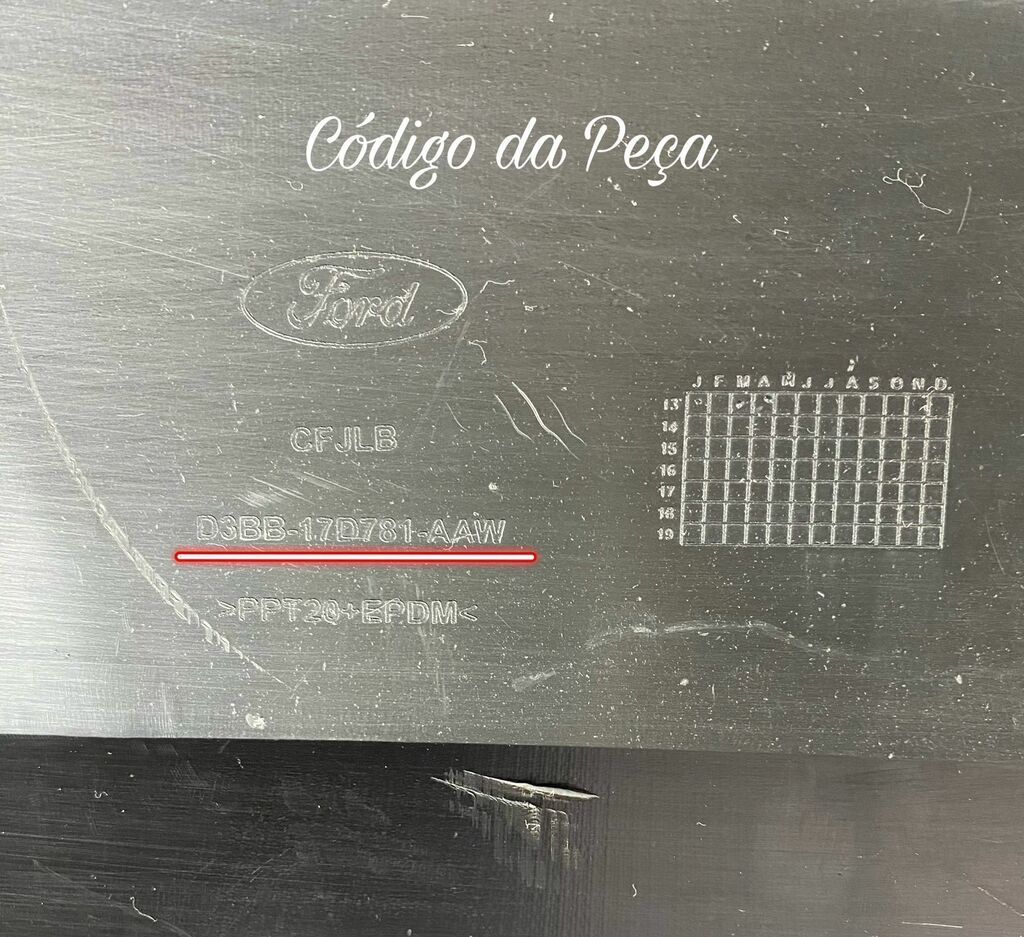 Código da Peça
Ford
CFJLB
D3BB-17D781-AAW
>PPT20+EPDM<
J F M A M J J A S O N D
13
14
15
16
17
18
19